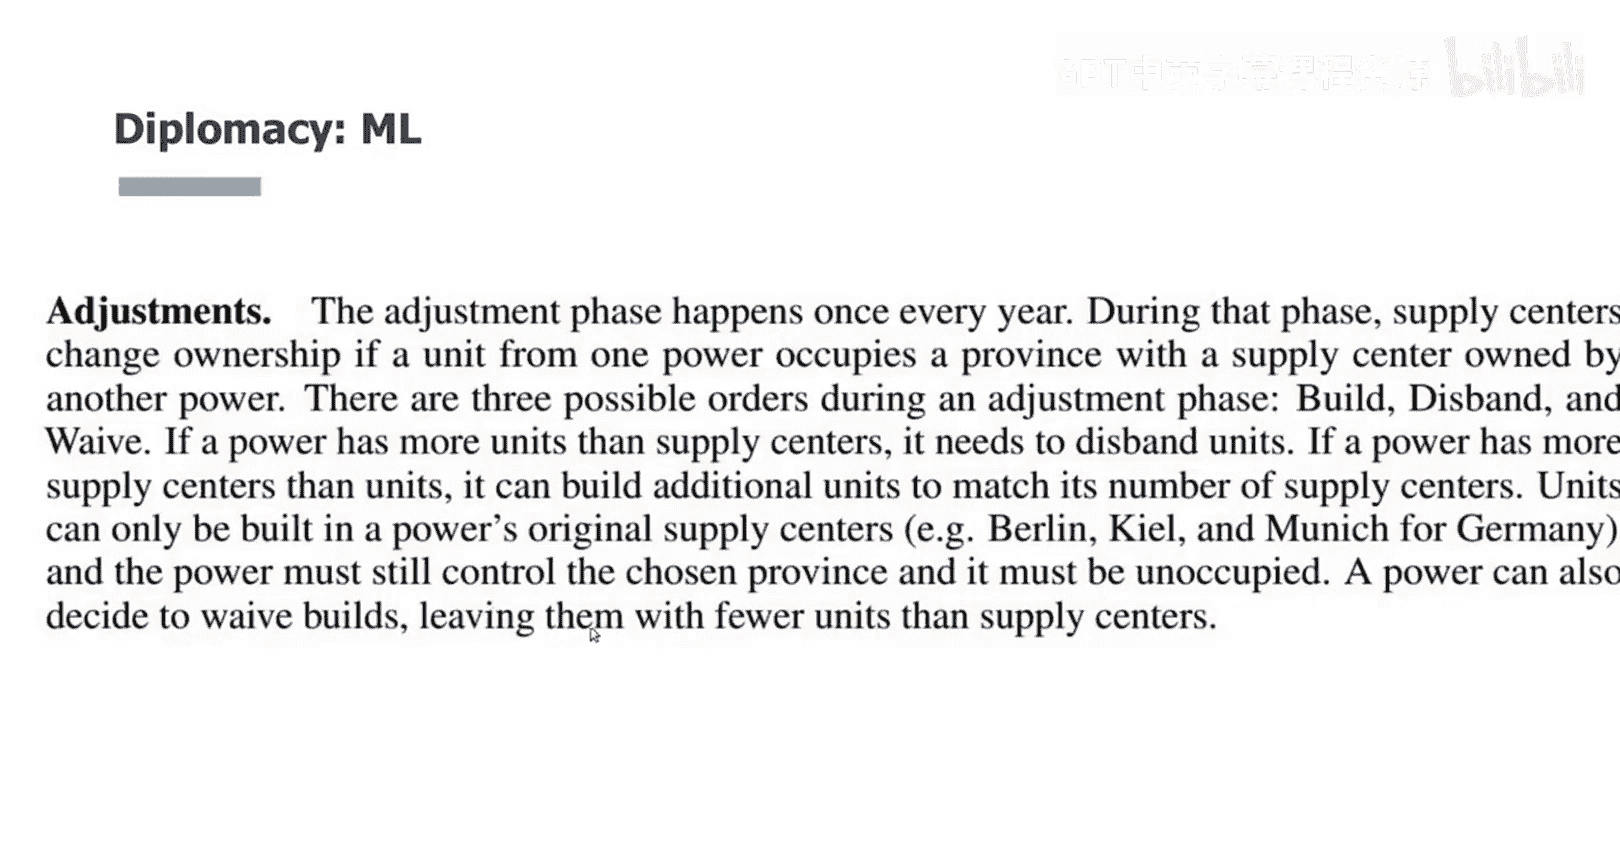 bilibili
Diplomacy: ML
Adjustments. The adjustment phase happens once every year. During that phase, supply centers
change ownership if a unit from one power occupies a province with a supply center owned by
another power. There are three possible orders during an adjustment phase: Build, Disband, and
Waive. If a power has more units than supply centers, it needs to disband units. If a power has more
supply centers than units, it can build additional units to match its number of supply centers. Units
can only be built in a power's original supply centers (e.g. Berlin, Kiel, and Munich for Germany)
and the power must still control the chosen province and it must be unoccupied. A power can also
decide to waive builds, leaving them with fewer units than supply centers.